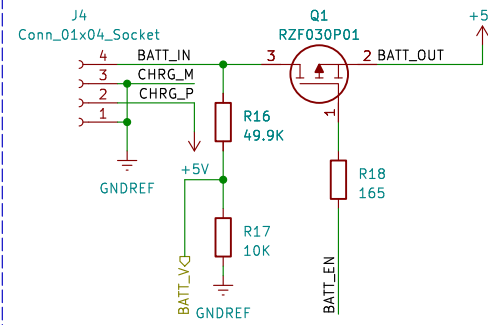 J4
Conn_01x04_Socket
4
BATT_IN
3
CHRG_M
2
CHRG_P
1
GNDREF
+5V
R16
49.9K
R17
10K
BATT_V
GNDREF
Q1
RZF030P01
3
2
BATT_OUT
1
R18
165
BATT_EN
+5